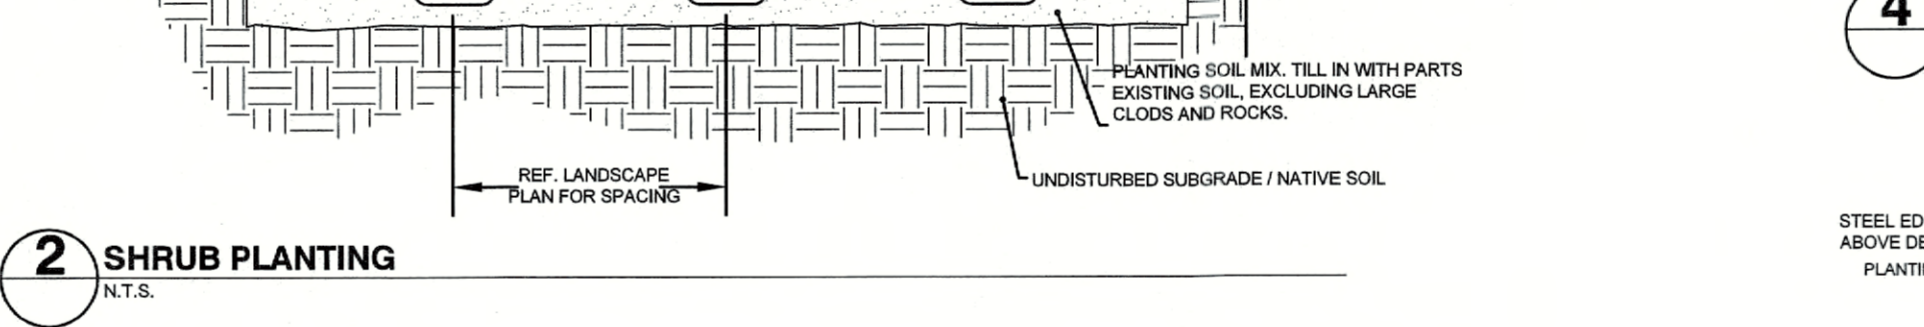 4
PLANTING SOIL MIX. TILL IN WITH PARTS
EXISTING SOIL, EXCLUDING LARGE
CLODS AND ROCKS.
REF. LANDSCAPE
PLAN FOR SPACING
UNDISTURBED SUBGRADE / NATIVE SOIL
2 SHRUB PLANTING
N.T.S.
STEEL ED
ABOVE DE
PLANTI